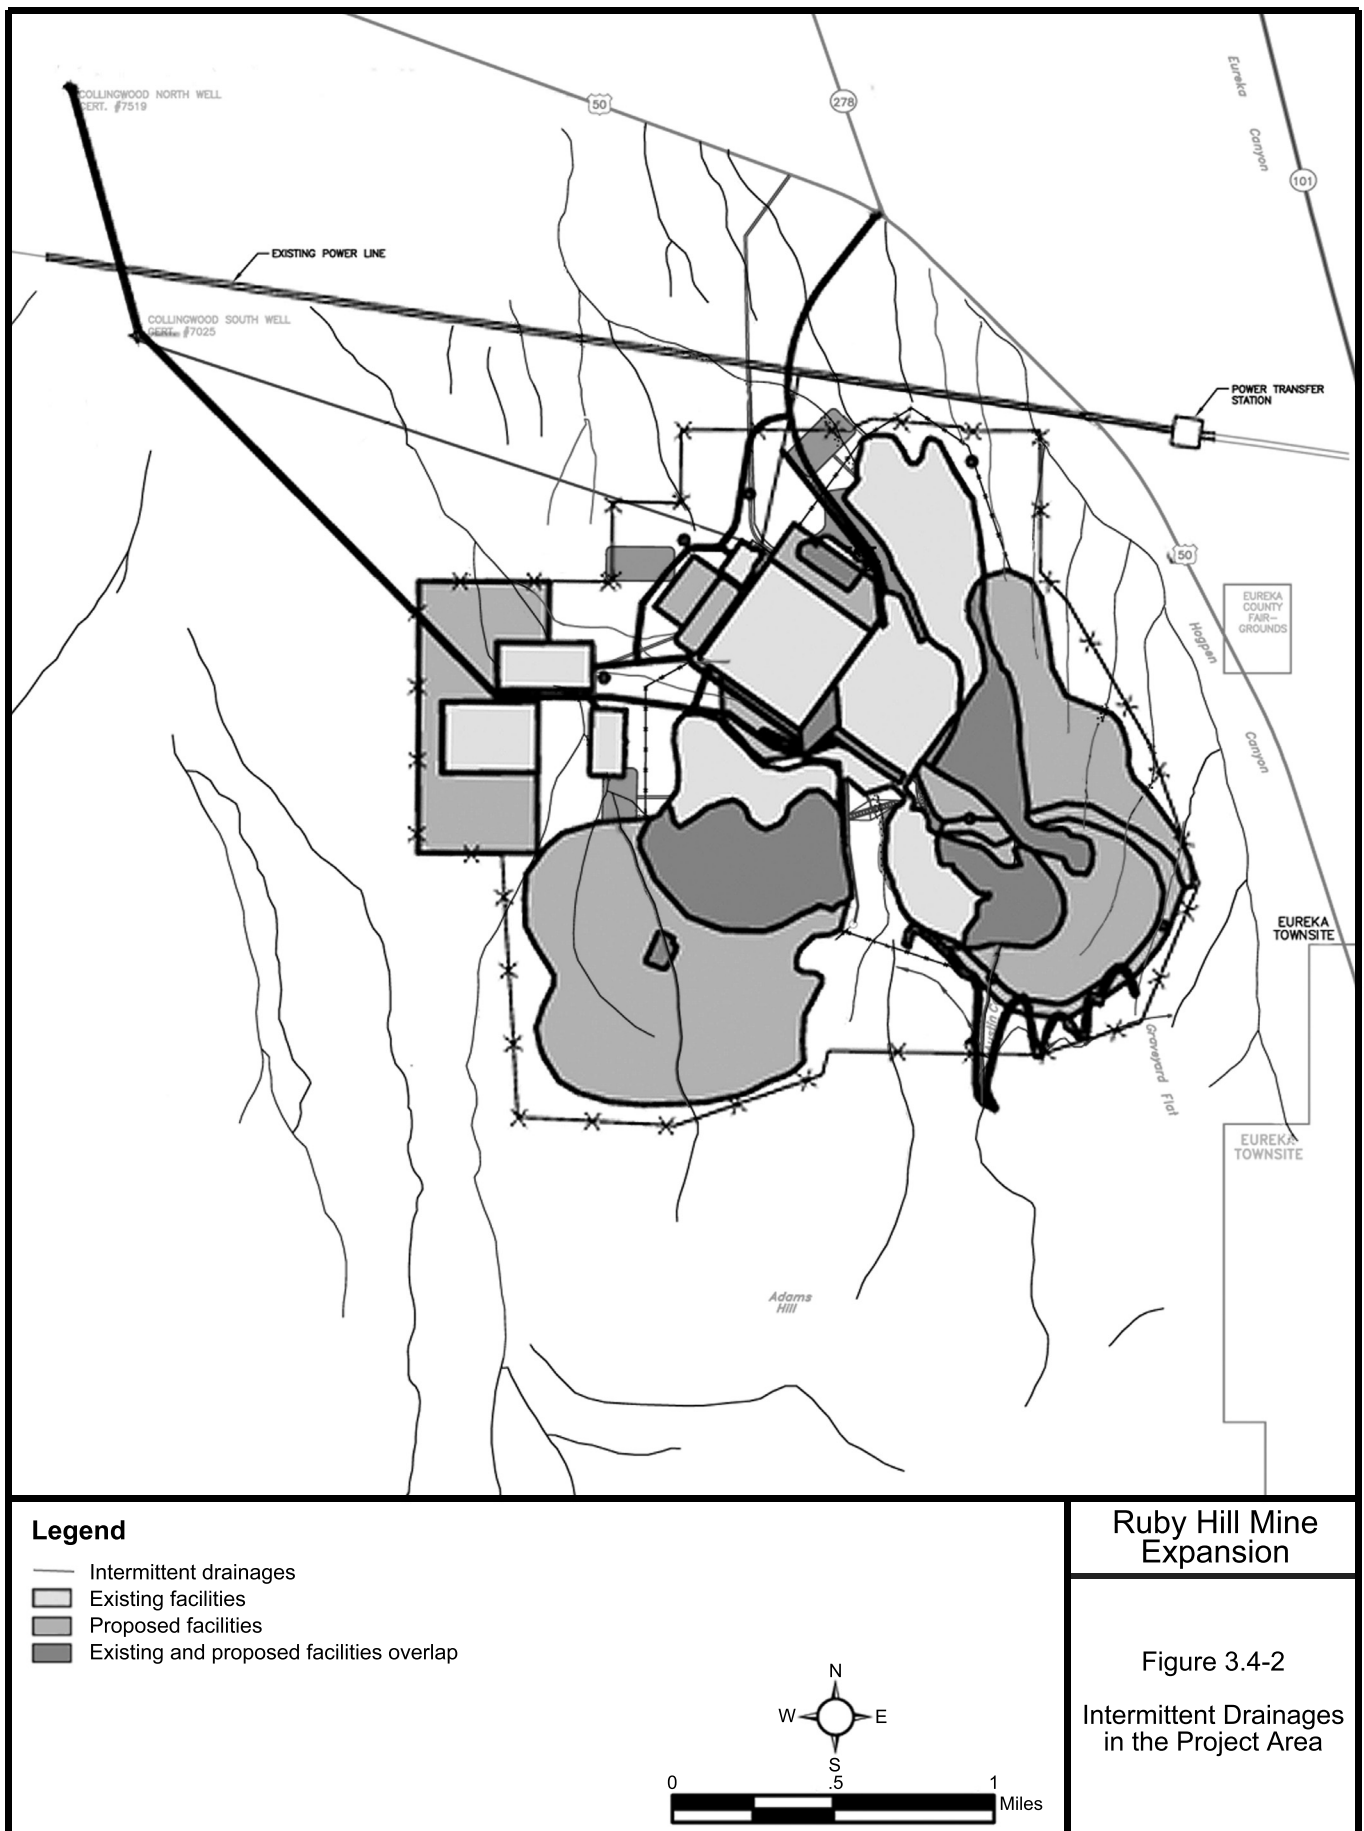 COLLINGWOOD NORTH WELL
CERT. #7519
50
278
Eureka
Canyon
101
EXISTING POWER LINE
COLLINGWOOD SOUTH WELL
CERT. #7025
POWER TRANSFER
STATION
50
EUREKA
COUNTY
FAIR-
GROUNDS
Hogpen
Canyon
EUREKA
TOWNSITE
Graveyard Flat
EUREKA
TOWNSITE
Adams
Hill
Legend
Intermittent drainages
Existing facilities
Proposed facilities
Existing and proposed facilities overlap
N
W
E
S
0
.5
1
Miles
Ruby Hill Mine
Expansion
Figure 3.4-2
Intermittent Drainages
in the Project Area